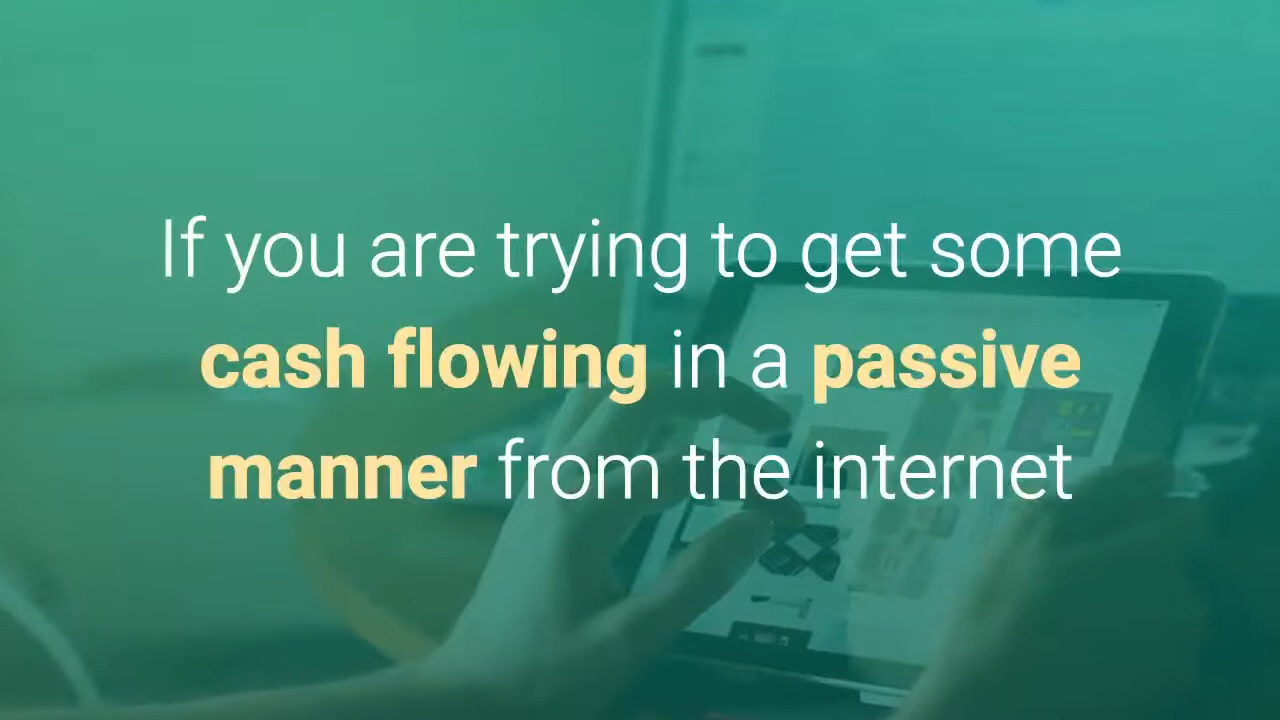 If you are trying to get some
cash flowing in a passive
manner from the internet